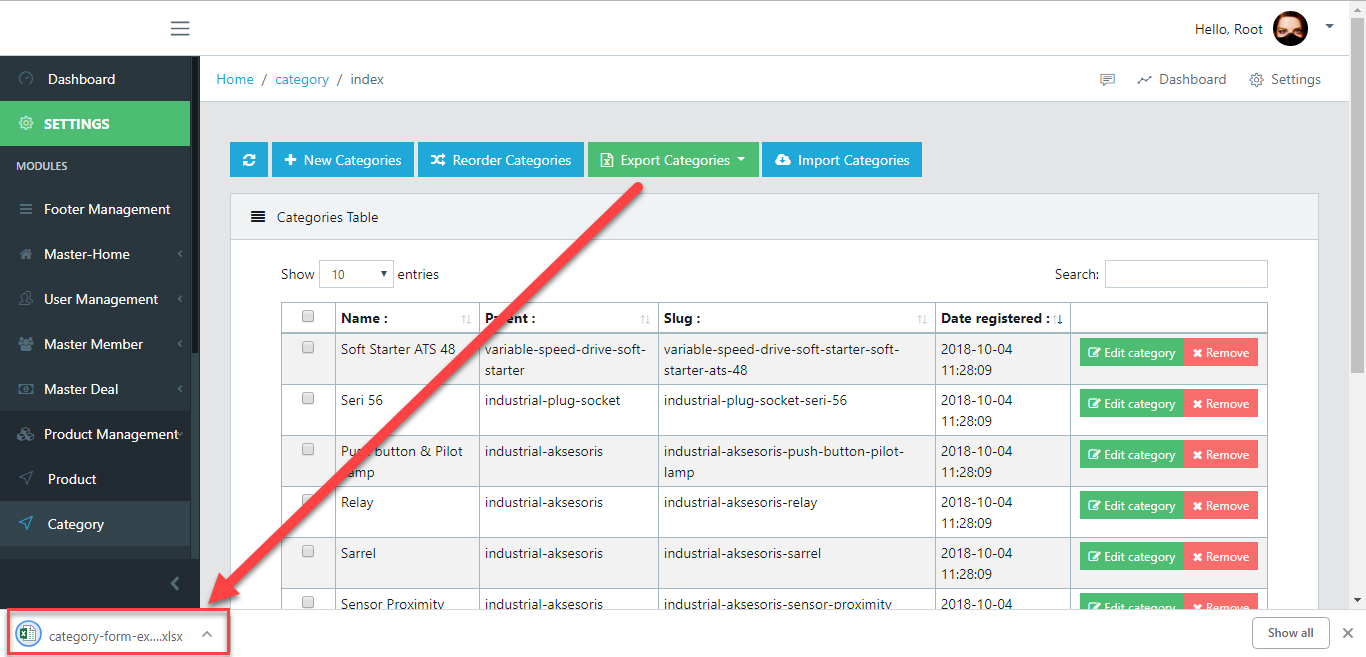 Hello, Root
Dashboard
SETTINGS
MODULES
Footer Management
Master-Home
User Management
Master Member
Master Deal
Product Management
Product
Category
Home / category / index
Dashboard Settings
New Categories Reorder Categories Export Categories Import Categories
Categories Table
Show 10 entries Search:
Name : Parent : Slug : Date registered :
Soft Starter ATS 48 variable-speed-drive-soft- variable-speed-drive-soft-starter-soft- 2018-10-04 Edit category Remove
starter starter-ats-48 11:28:09
Seri 56 industrial-plug-socket industrial-plug-socket-seri-56 2018-10-04 Edit category Remove
11:28:09
Push button & Pilot industrial-aksesoris industrial-aksesoris-push-button-pilot- 2018-10-04 Edit category Remove
Lamp lamp 11:28:09
Relay industrial-aksesoris industrial-aksesoris-relay 2018-10-04 Edit category Remove
11:28:09
Sarrel industrial-aksesoris industrial-aksesoris-sarrel 2018-10-04 Edit category Remove
11:28:09
Sensor Proximity industrial-aksesoris industrial-aksesoris-sensor-proximity 2018-10-04 Edit category Remove
category-form-ex....xlsx Show all